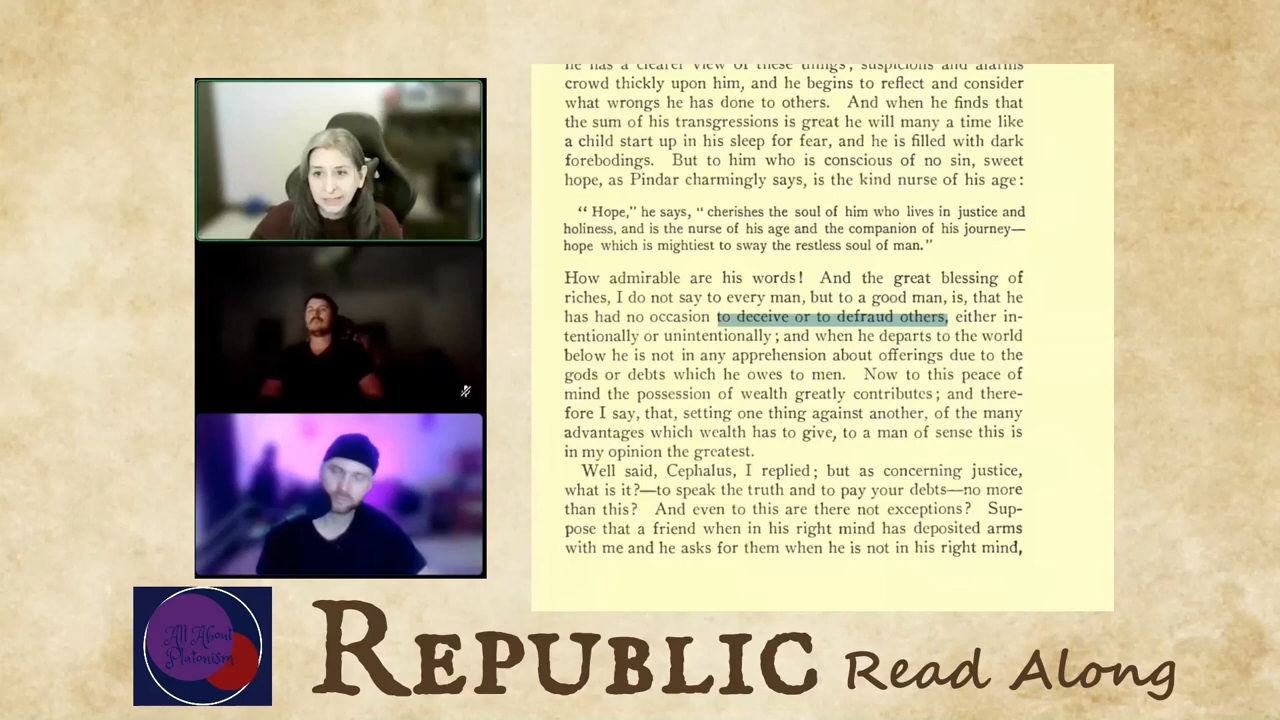 he has a clearer view of these things, suspicions and alarms
crowd thickly upon him, and he begins to reflect and consider
what wrongs he has done to others. And when he finds that
the sum of his transgressions is great he will many a time like
a child start up in his sleep for fear, and he is filled with dark
forebodings. But to him who is conscious of no sin, sweet
hope, as Pindar charmingly says, is the kind nurse of his age:
“ Hope,” he says, “ cherishes the soul of him who lives in justice and
holiness, and is the nurse of his age and the companion of his journey—
hope which is mightiest to sway the restless soul of man.”
How admirable are his words! And the great blessing of
riches, I do not say to every man, but to a good man, is, that he
has had no occasion to deceive or to defraud others, either in-
tentionally or unintentionally; and when he departs to the world
below he is not in any apprehension about offerings due to the
gods or debts which he owes to men. Now to this peace of
mind the possession of wealth greatly contributes; and there-
fore I say, that, setting one thing against another, of the many
advantages which wealth has to give, to a man of sense this is
in my opinion the greatest.
Well said, Cephalus, I replied; but as concerning justice,
what is it?—to speak the truth and to pay your debts—no more
than this? And even to this are there not exceptions? Sup-
pose that a friend when in his right mind has deposited arms
with me and he asks for them when he is not in his right mind,
All About
Platonism
REPUBLIC Read Along